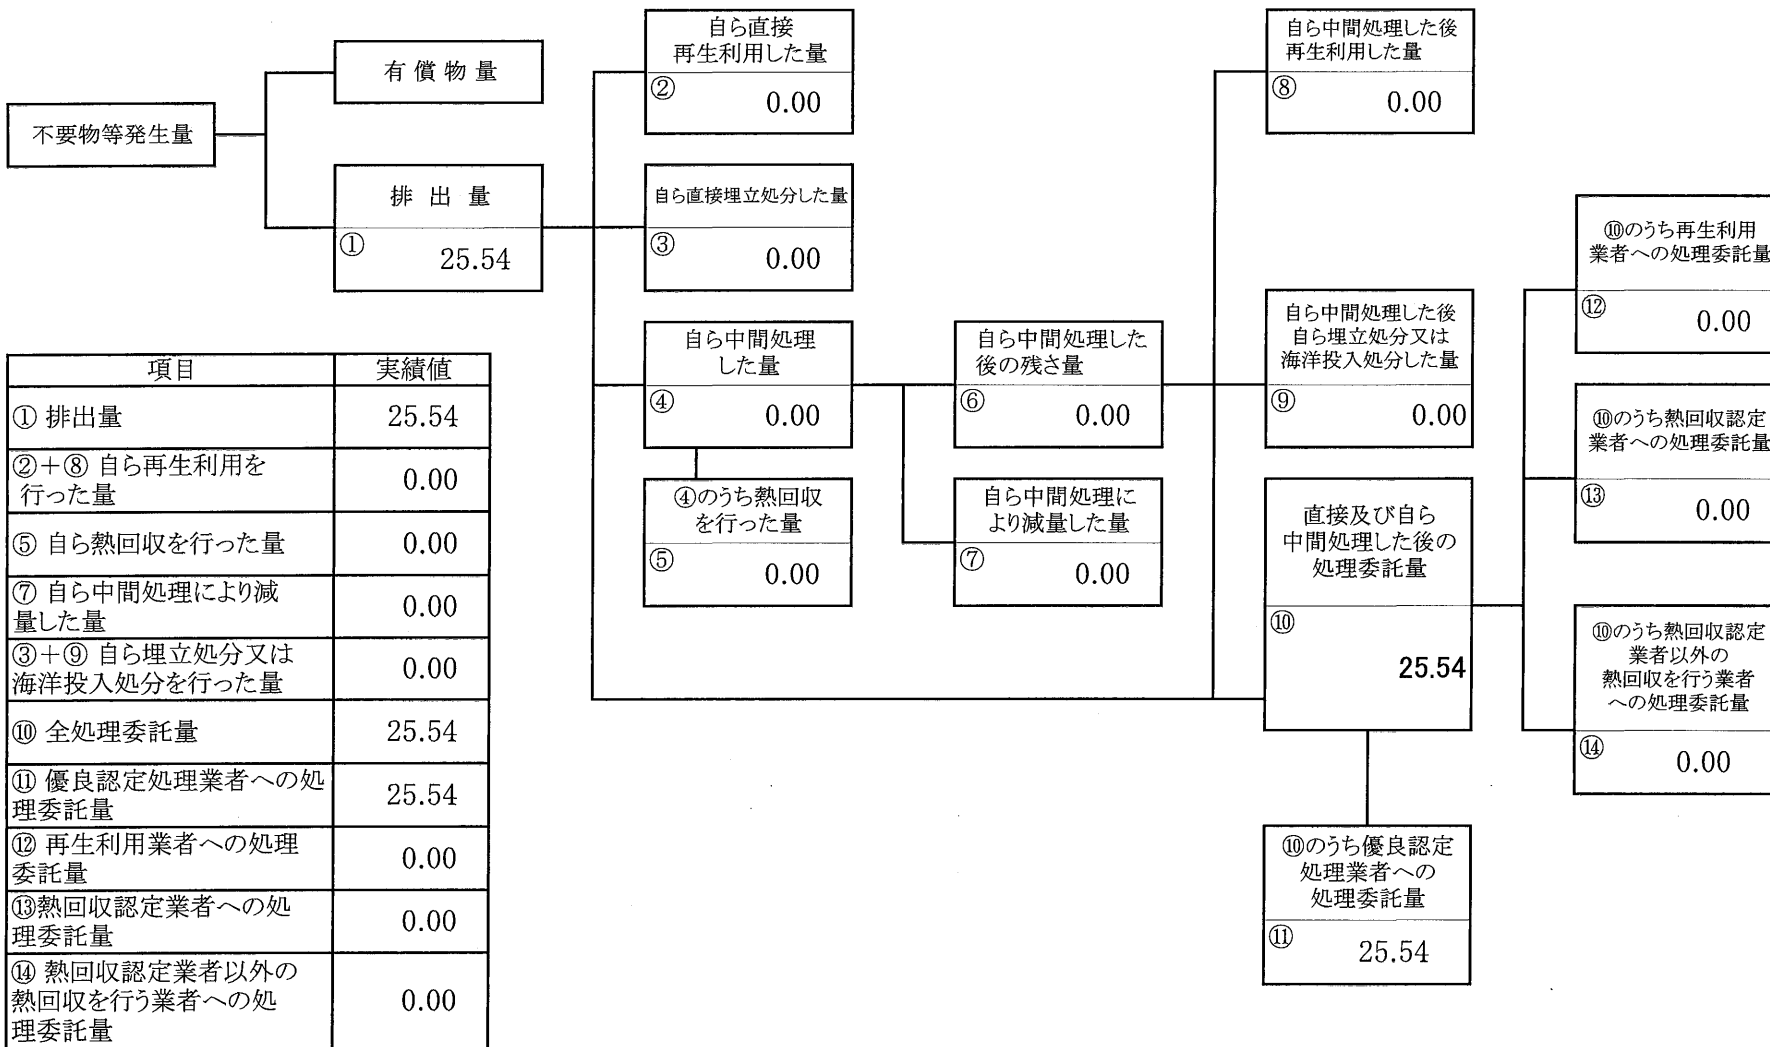 不要物等発生量
有償物量
排出量
①
25.54
自ら直接
再生利用した量
②
0.00
自ら直接埋立処分した量
③
0.00
自ら中間処理
した量
④
0.00
④のうち熱回収
を行った量
⑤
0.00
自ら中間処理した
後の残さ量
⑥
0.00
自ら中間処理に
より減量した量
⑦
0.00
自ら中間処理した後
再生利用した量
⑧
0.00
自ら中間処理した後
自ら埋立処分又は
海洋投入処分した量
⑨
0.00
直接及び自ら
中間処理した後の
処理委託量
⑩
25.54
⑩のうち優良認定
処理業者への
処理委託量
⑪
25.54
⑩のうち再生利用
業者への処理委託量
⑫
0.00
⑩のうち熱回収認定
業者への処理委託量
⑬
0.00
⑩のうち熱回収認定
業者以外の
熱回収を行う業者
への処理委託量
⑭
0.00
項目 実績値
① 排出量 25.54
②+⑧ 自ら再生利用を
行った量 0.00
⑤ 自ら熱回収を行った量 0.00
⑦ 自ら中間処理により減
量した量 0.00
③+⑨ 自ら埋立処分又は
海洋投入処分を行った量 0.00
⑩ 全処理委託量 25.54
⑪ 優良認定処理業者への処
理委託量 25.54
⑫ 再生利用業者への処理
委託量 0.00
⑬熱回収認定業者への処
理委託量 0.00
⑭ 熱回収認定業者以外の
熱回収を行う業者への処
理委託量 0.00